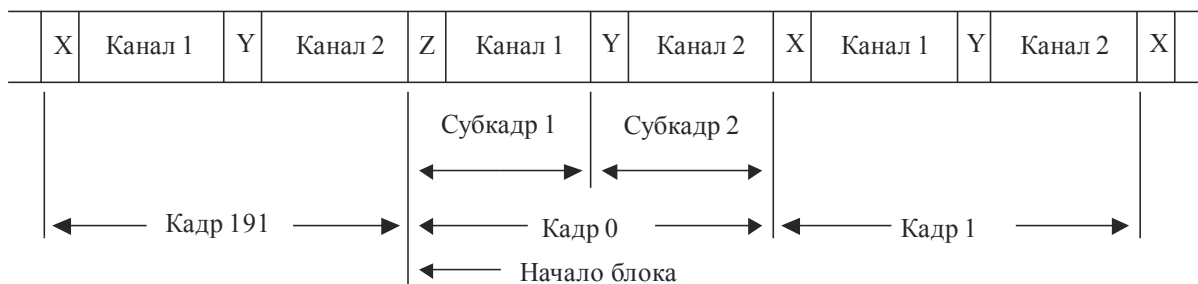 X Канал 1 Y Канал 2 Z Канал 1 Y Канал 2 X Канал 1 Y Канал 2 X
Субкадр 1 Субкадр 2
Кадр 191 Кадр 0 Кадр 1
Начало блока